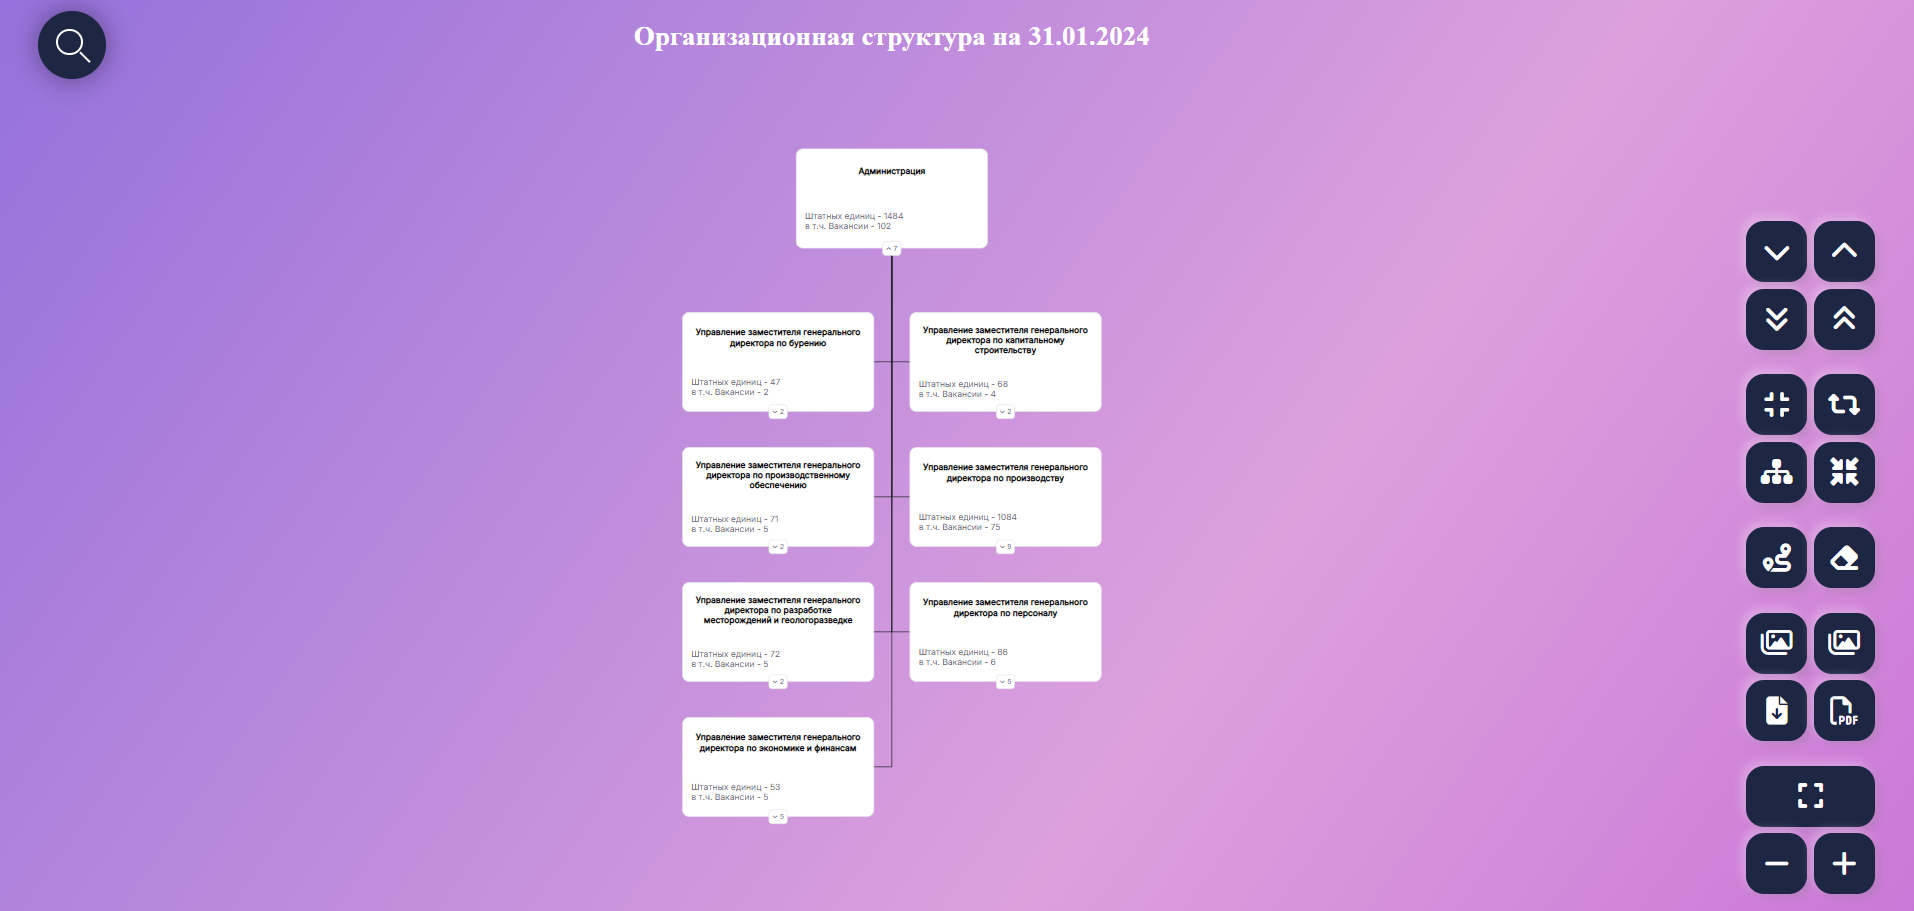 Организационная структура на 31.01.2024
Администрация
Штатных единиц - 1484
в т.ч. Вакансии - 102
7
Управление заместителя генерального
директора по бурению
Штатных единиц - 47
в т.ч. Вакансии - 2
2
Управление заместителя генерального
директора по капитальному
строительству
Штатных единиц - 68
в т.ч. Вакансии - 4
2
Управление заместителя генерального
директора по производственному
обеспечению
Штатных единиц - 71
в т.ч. Вакансии - 5
2
Управление заместителя генерального
директора по производству
Штатных единиц - 1084
в т.ч. Вакансии - 75
9
Управление заместителя генерального
директора по разработке
месторождений и геологоразведке
Штатных единиц - 72
в т.ч. Вакансии - 5
2
Управление заместителя генерального
директора по персоналу
Штатных единиц - 86
в т.ч. Вакансии - 6
5
Управление заместителя генерального
директора по экономике и финансам
Штатных единиц - 53
в т.ч. Вакансии - 5
5
PDF